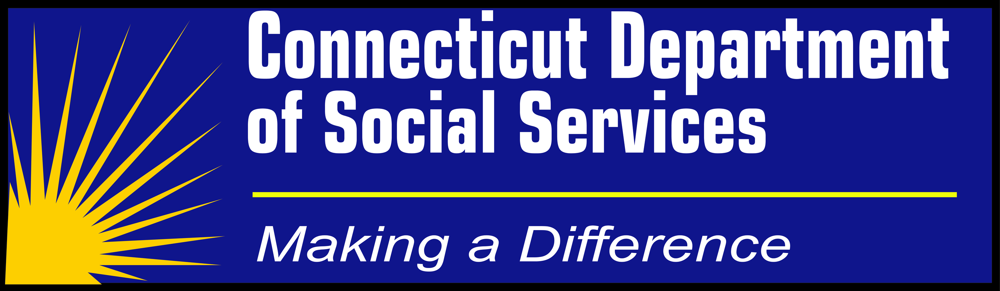 Connecticut Department
of Social Services
Making a Difference